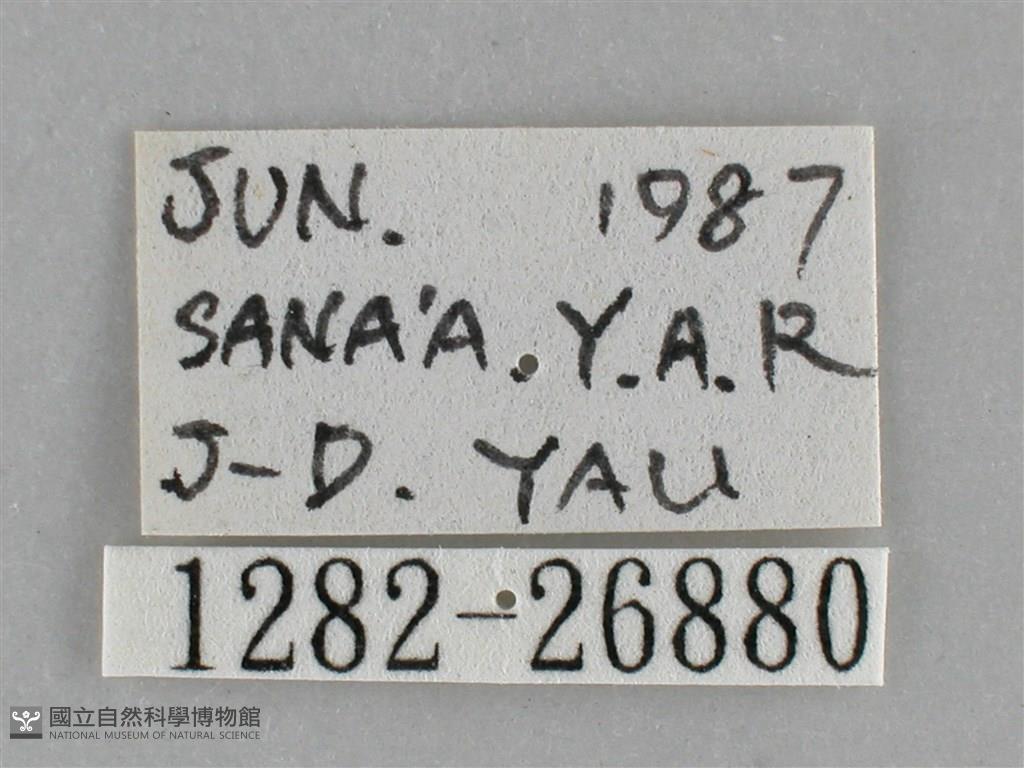 JUN. 1987
SANA'A. Y.A.R
J-D. YAU
1282-26880
國立自然科學博物館
NATIONAL MUSEUM OF NATURAL SCIENCE